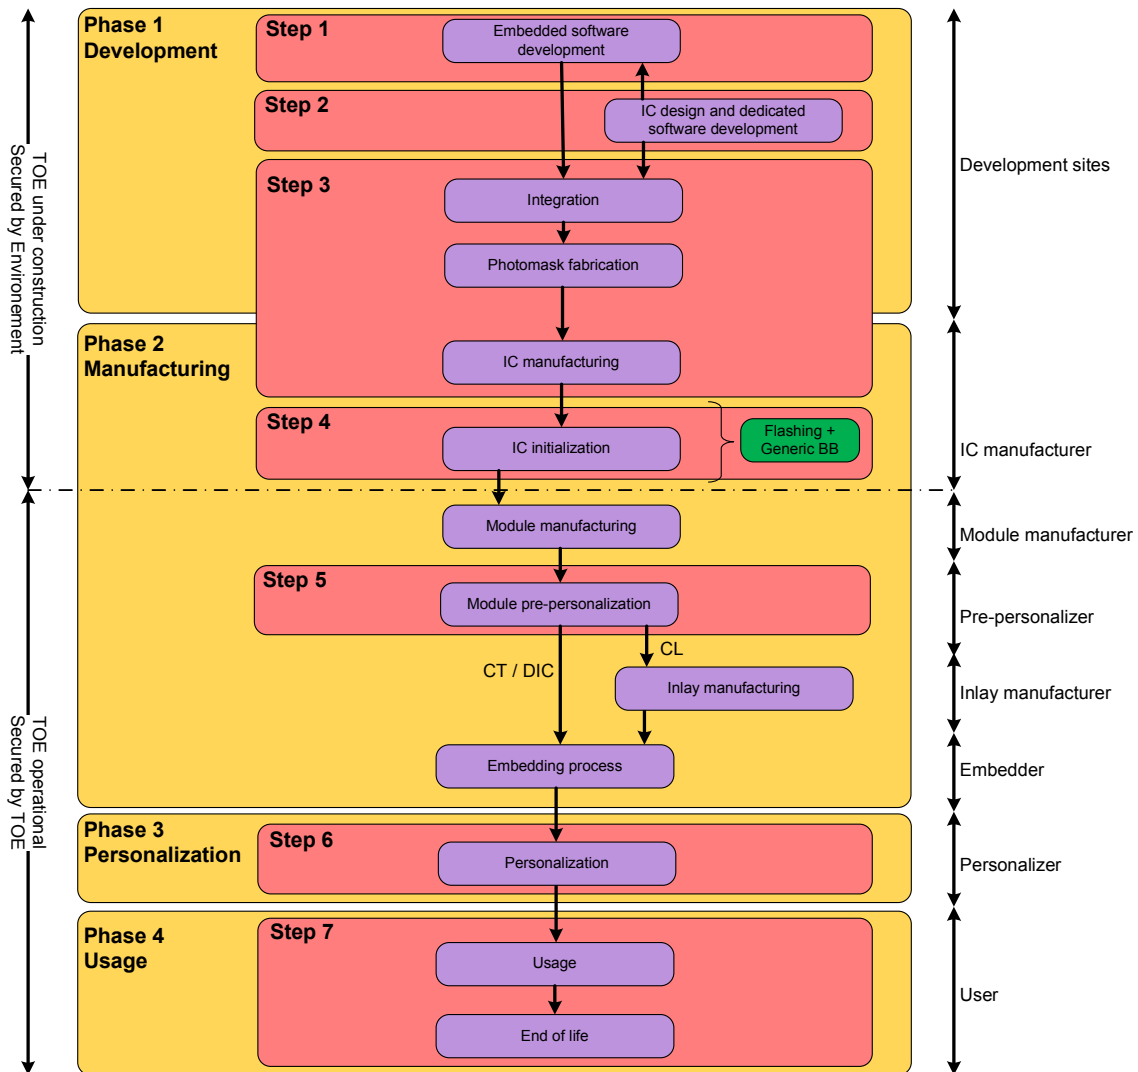 Phase 1
Development
Step 1
Embedded software
development
Step 2
IC design and dedicated
software development
Step 3
Integration
Photomask fabrication
Phase 2
Manufacturing
IC manufacturing
Step 4
IC initialization
Flashing +
Generic BB
Module manufacturing
Step 5
Module pre-personalization
CT / DIC
CL
Inlay manufacturing
Embedding process
Phase 3
Personalization
Step 6
Personalization
Phase 4
Usage
Step 7
Usage
End of life
TOE under construction
Secured by Environement
TOE operational
Secured by TOE
Development sites
IC manufacturer
Module manufacturer
Pre-personalizer
Inlay manufacturer
Embedder
Personalizer
User